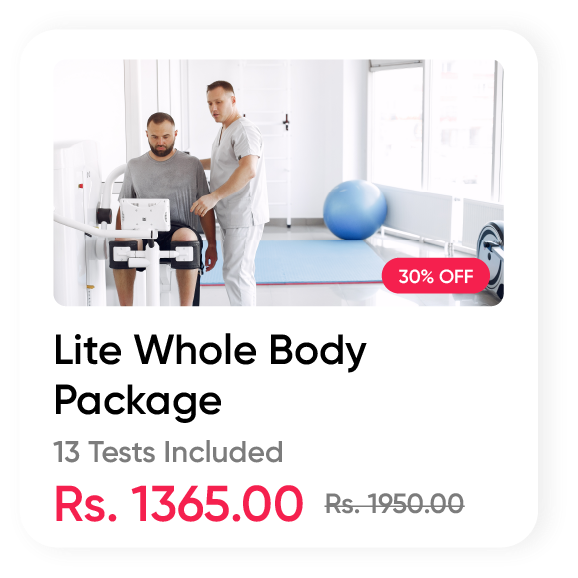 30% OFF
Lite Whole Body
Package
13 Tests Included
Rs. 1365.00 Rs. 1950.00